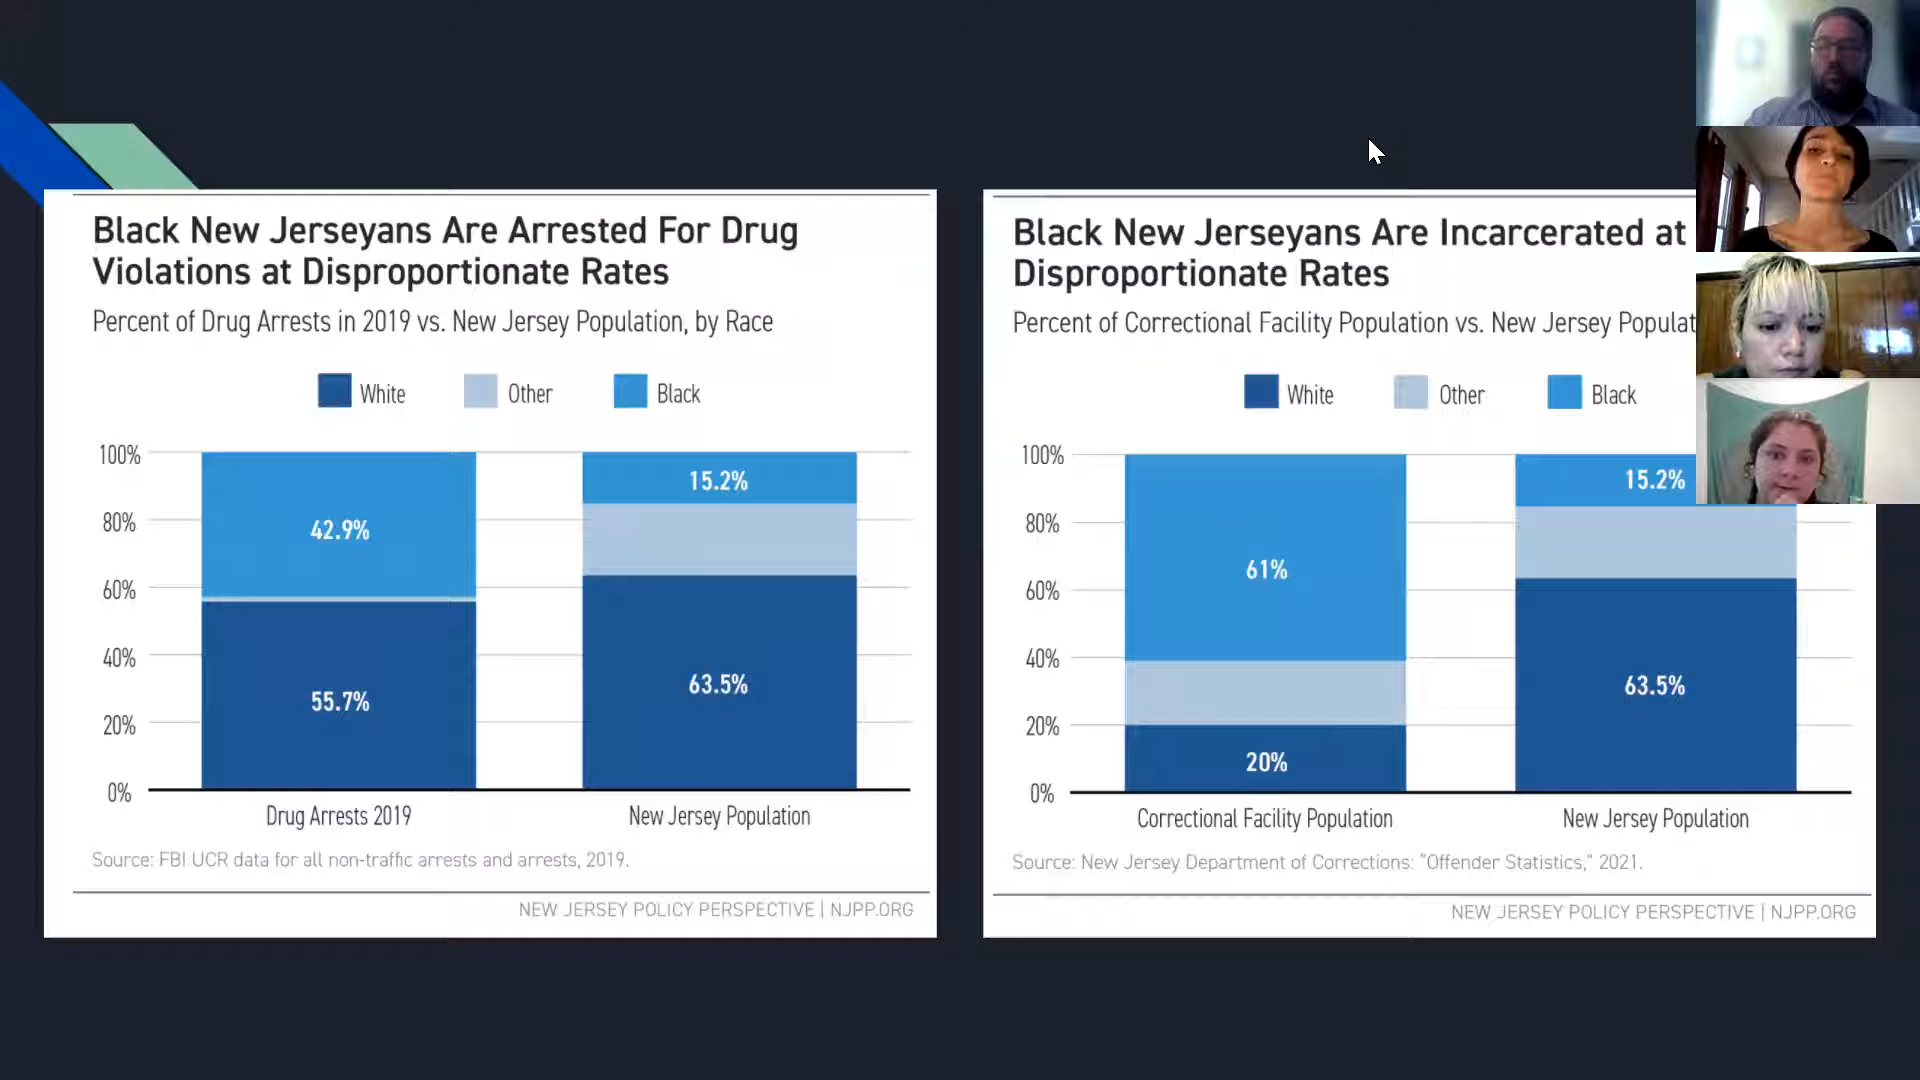 Black New Jerseyans Are Arrested For Drug
Violations at Disproportionate Rates
Percent of Drug Arrests in 2019 vs. New Jersey Population, by Race
White
Other
Black
100%
80%
60%
40%
20%
0%
42.9%
55.7%
15.2%
63.5%
Drug Arrests 2019
New Jersey Population
Source: FBI UCR data for all non-traffic arrests and arrests, 2019.
NEW JERSEY POLICY PERSPECTIVE | NJPP.ORG
Black New Jerseyans Are Incarcerated at
Disproportionate Rates
Percent of Correctional Facility Population vs. New Jersey Populat
White
Other
Black
100%
80%
60%
40%
20%
0%
61%
20%
15.2%
63.5%
Correctional Facility Population
New Jersey Population
Source: New Jersey Department of Corrections: "Offender Statistics," 2021.
NEW JERSEY POLICY PERSPECTIVE | NJPP.ORG